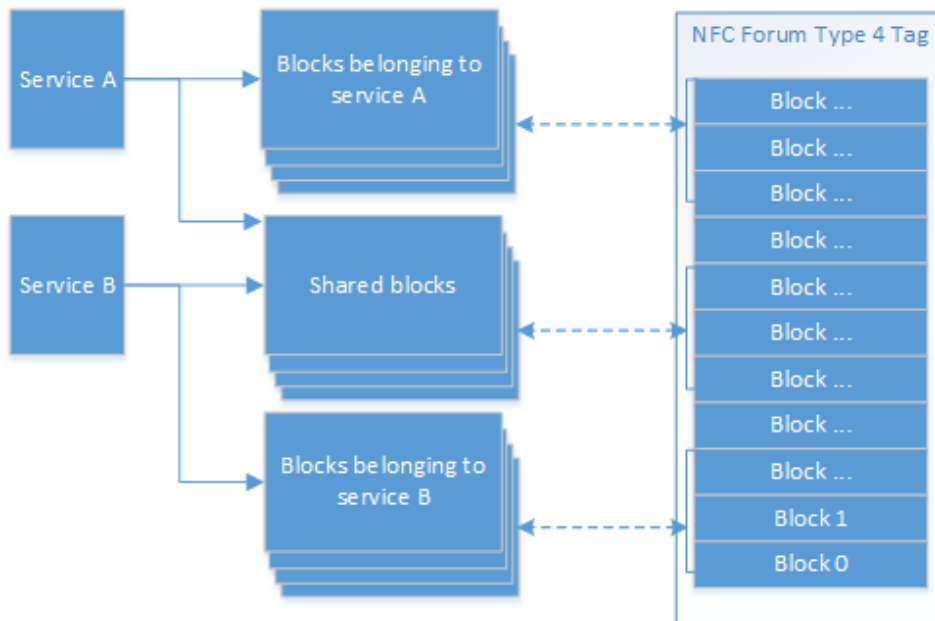 Service A
Blocks belonging to
service A
Service B
Shared blocks
Blocks belonging to
service B
NFC Forum Type 4 Tag
Block ...
Block ...
Block ...
Block ...
Block ...
Block ...
Block ...
Block ...
Block ...
Block 1
Block 0